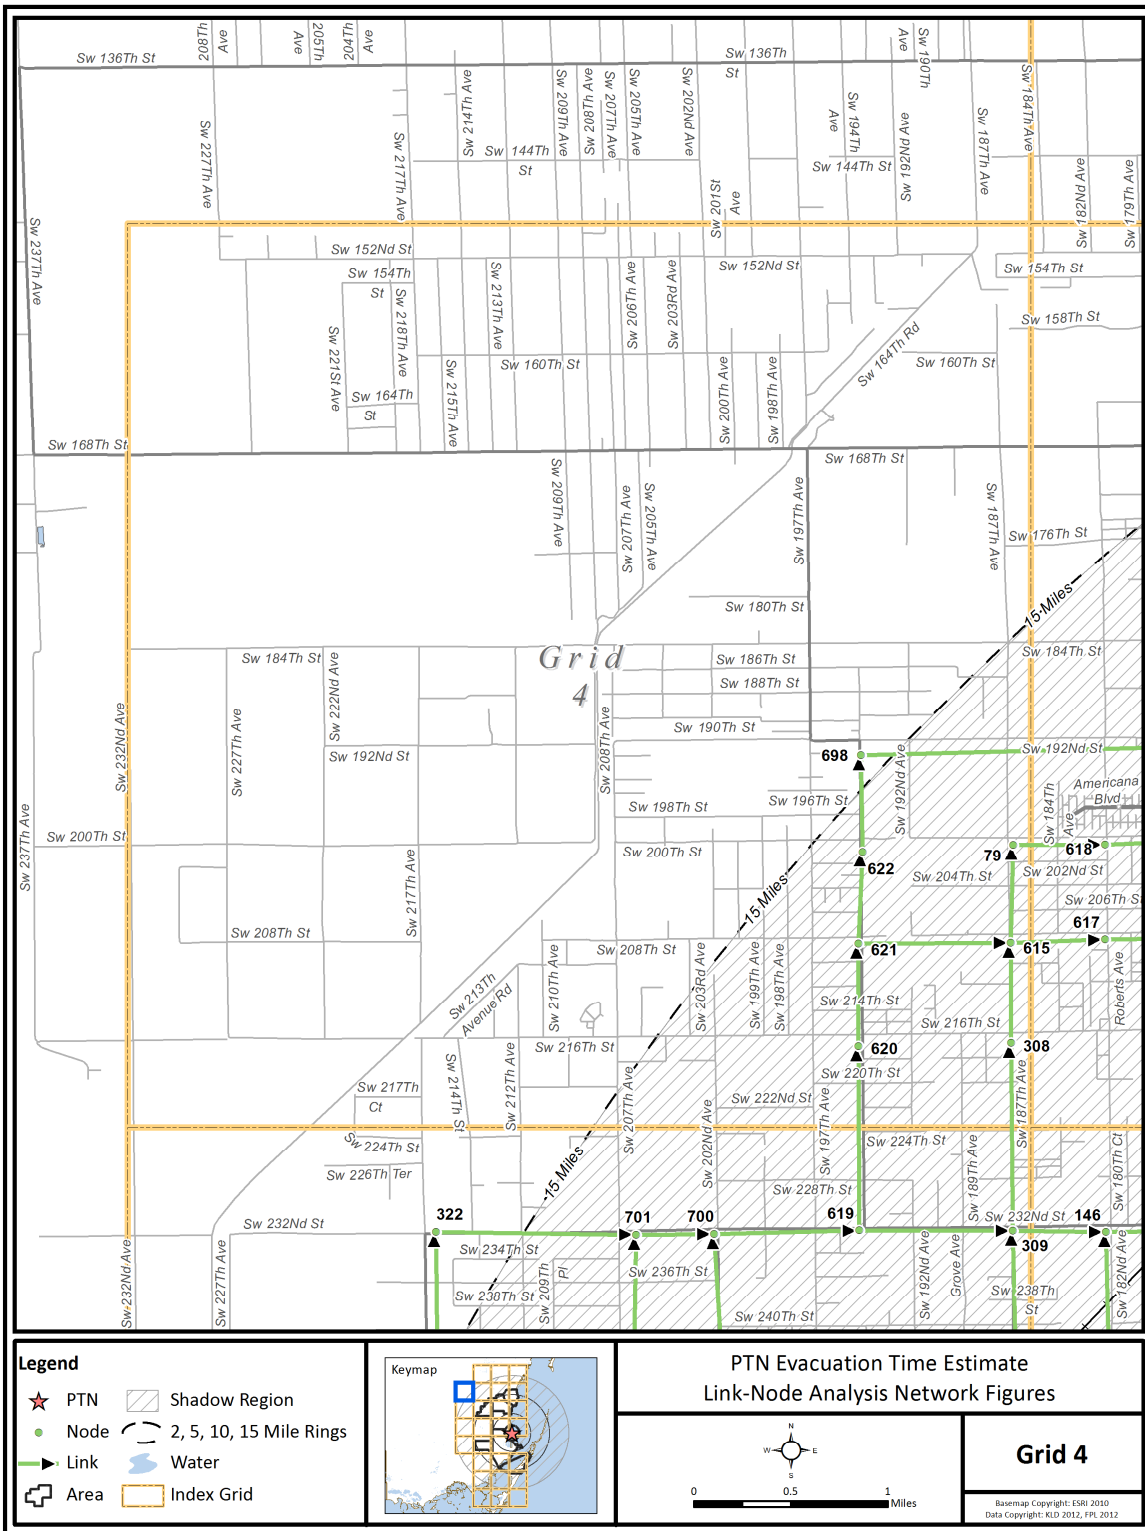 208Th
Ave
Ave
205Th
204Th
Ave
Ave
Sw 190Th
Sw 136Th St
Sw 136Th
St
Sw 184Th Ave
Sw 214Th Ave
Sw 209Th Ave
Sw 208Th Ave
Sw 207Th Ave
Sw 205Th Ave
Sw 202Nd Ave
Sw 194Th
Ave
Sw 192Nd Ave
Sw 187Th Ave
Sw 227Th Ave
Sw 217Th Ave
Sw 144Th
St
Sw 144Th St
Sw 182Nd Ave
Sw 179Th Ave
Sw 201St
Ave
Sw 237Th Ave
Sw 152Nd St
Sw 152Nd St
Sw 154Th
St
Sw 154Th St
Sw 213Th Ave
Sw 206Th Ave
Sw 203Rd Ave
Sw 218Th Ave
Sw 221St Ave
Sw 158Th St
Sw 164Th Rd
Sw 160Th St
Sw 160Th St
Sw 215Th Ave
Sw 200Th Ave
Sw 198Th Ave
Sw 164Th
St
Sw 168Th St
Sw 168Th St
Sw 209Th Ave
Sw 207Th Ave
Sw 205Th Ave
Sw 197Th Ave
Sw 187Th Ave
Sw 176Th St
15 Miles
Sw 180Th St
Grid
4
Sw 184Th St
Sw 184Th St
Sw 186Th St
Sw 188Th St
Sw 222Nd Ave
Sw 232Nd Ave
Sw 227Th Ave
Sw 208Th Ave
Sw 190Th St
Sw 192Nd St
698
Sw 192Nd Ave
Sw 192Nd St
Sw 196Th St
Sw 198Th St
Sw 184Th
Ave
Americana
Blvd
Sw 237Th Ave
Sw 200Th St
Sw 200Th St
79
618
622
Sw 202Nd St
Sw 204Th St
Sw 206Th St
Sw 217Th Ave
15 Miles
617
Sw 208Th St
Sw 208Th St
621
615
Sw 213Th
Avenue Rd
Sw 210Th Ave
Sw 203Rd Ave
Sw 199Th Ave
Sw 198Th Ave
Roberts Ave
Sw 214Th St
Sw 216Th St
Sw 216Th St
620
308
Sw 220Th St
Sw 217Th
Ct
Sw 214Th St
Sw 212Th Ave
Sw 207Th Ave
Sw 202Nd Ave
Sw 222Nd St
Sw 197Th Ave
Sw 187Th Ave
Sw 224Th St
Sw 224Th St
Sw 226Th Ter
15 Miles
Sw 228Th St
Sw 189Th Ave
Sw 180Th Ct
322
701
700
619
146
Sw 232Nd St
Sw 232Nd St
309
Sw 234Th St
Sw 236Th St
Sw 238Th St
Sw 238Th
St
Sw 240Th St
Sw 232Nd Ave
Sw 227Th Ave
Sw 209Th
Pl
Sw 192Nd Ave
Grove Ave
Sw 182Nd Ave
Legend
PTN
Shadow Region
Node
2, 5, 10, 15 Mile Rings
Link
Water
Area
Index Grid
Keymap
PTN Evacuation Time Estimate
Link-Node Analysis Network Figures
N
W
E
S
0
0.5
1
Miles
Grid 4
Basemap Copyright: ESRI 2010
Data Copyright: KLD 2012, FPL 2012